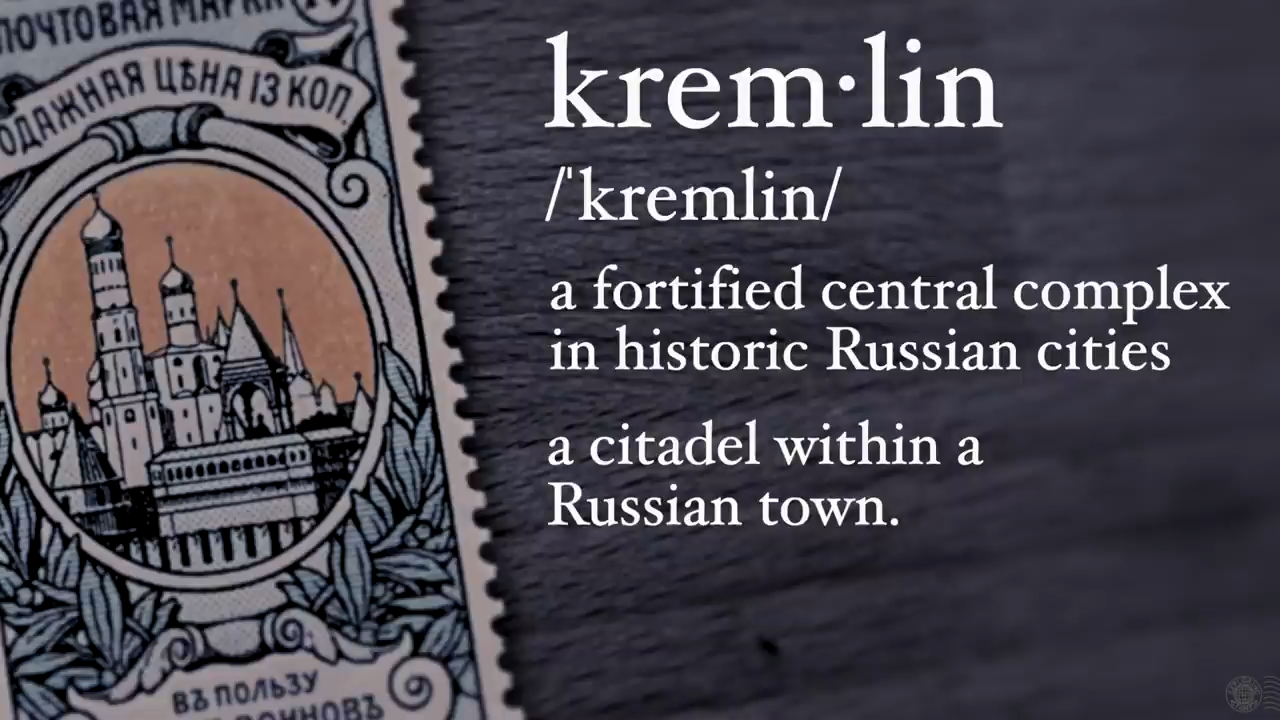 ПОЧТОВАЯ МАРКА
ОДАЖНАЯ ЦѢНА 13 КОП.
ВЪ ПОЛЬЗУ
ВОИНОВЪ
krem·lin
/ˈkremlin/
a fortified central complex
in historic Russian cities
a citadel within a
Russian town.